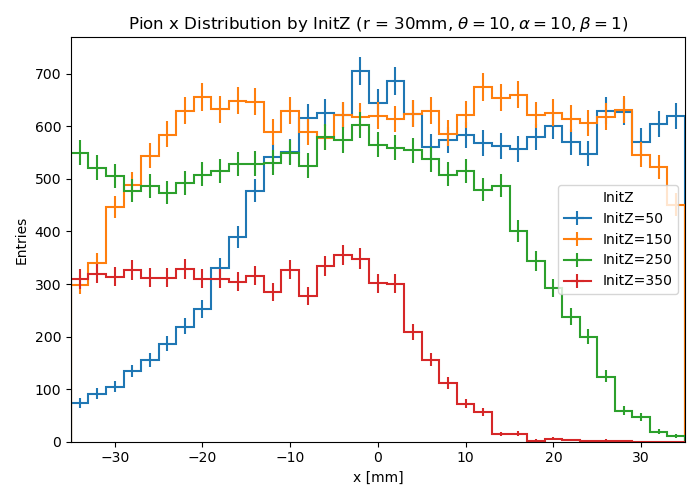 Pion x Distribution by InitZ (r = 30mm, θ = 10, α = 10, β = 1)
700
600
500
400
300
200
100
0
Entries
InitZ
InitZ=50
InitZ=150
InitZ=250
InitZ=350
−30 −20 −10 0 10 20 30
x [mm]